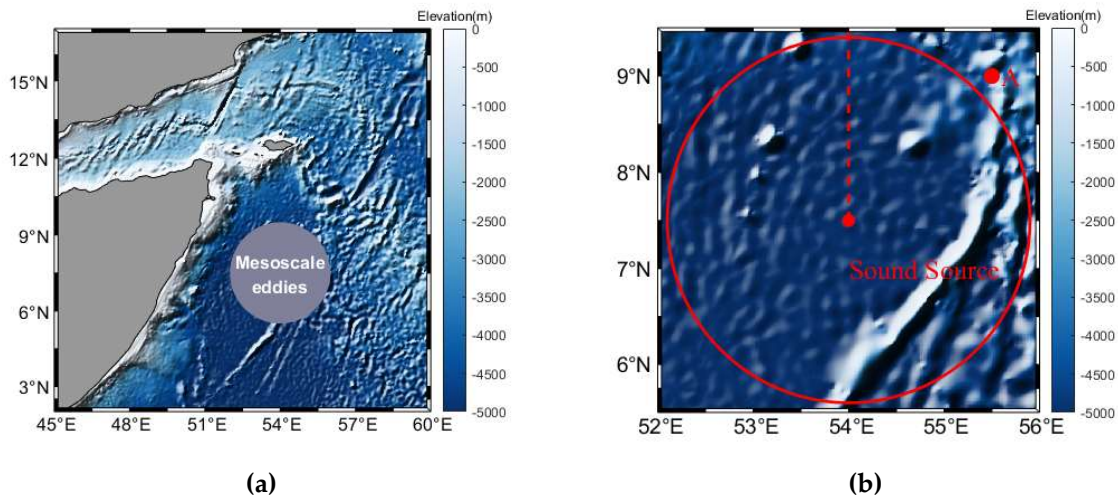 Elevation(m)
0
-500
-1000
-1500
-2000
-2500
-3000
-3500
-4000
-4500
-5000
15°N
12°N
9°N
6°N
3°N
Mesoscale
eddies
45°E 48°E 51°E 54°E 57°E 60°E
(a)
Elevation(m)
0
-500
-1000
-1500
-2000
-2500
-3000
-3500
-4000
-4500
-5000
9°N
8°N
7°N
6°N
A
Sound Source
52°E 53°E 54°E 55°E 56°E
(b)